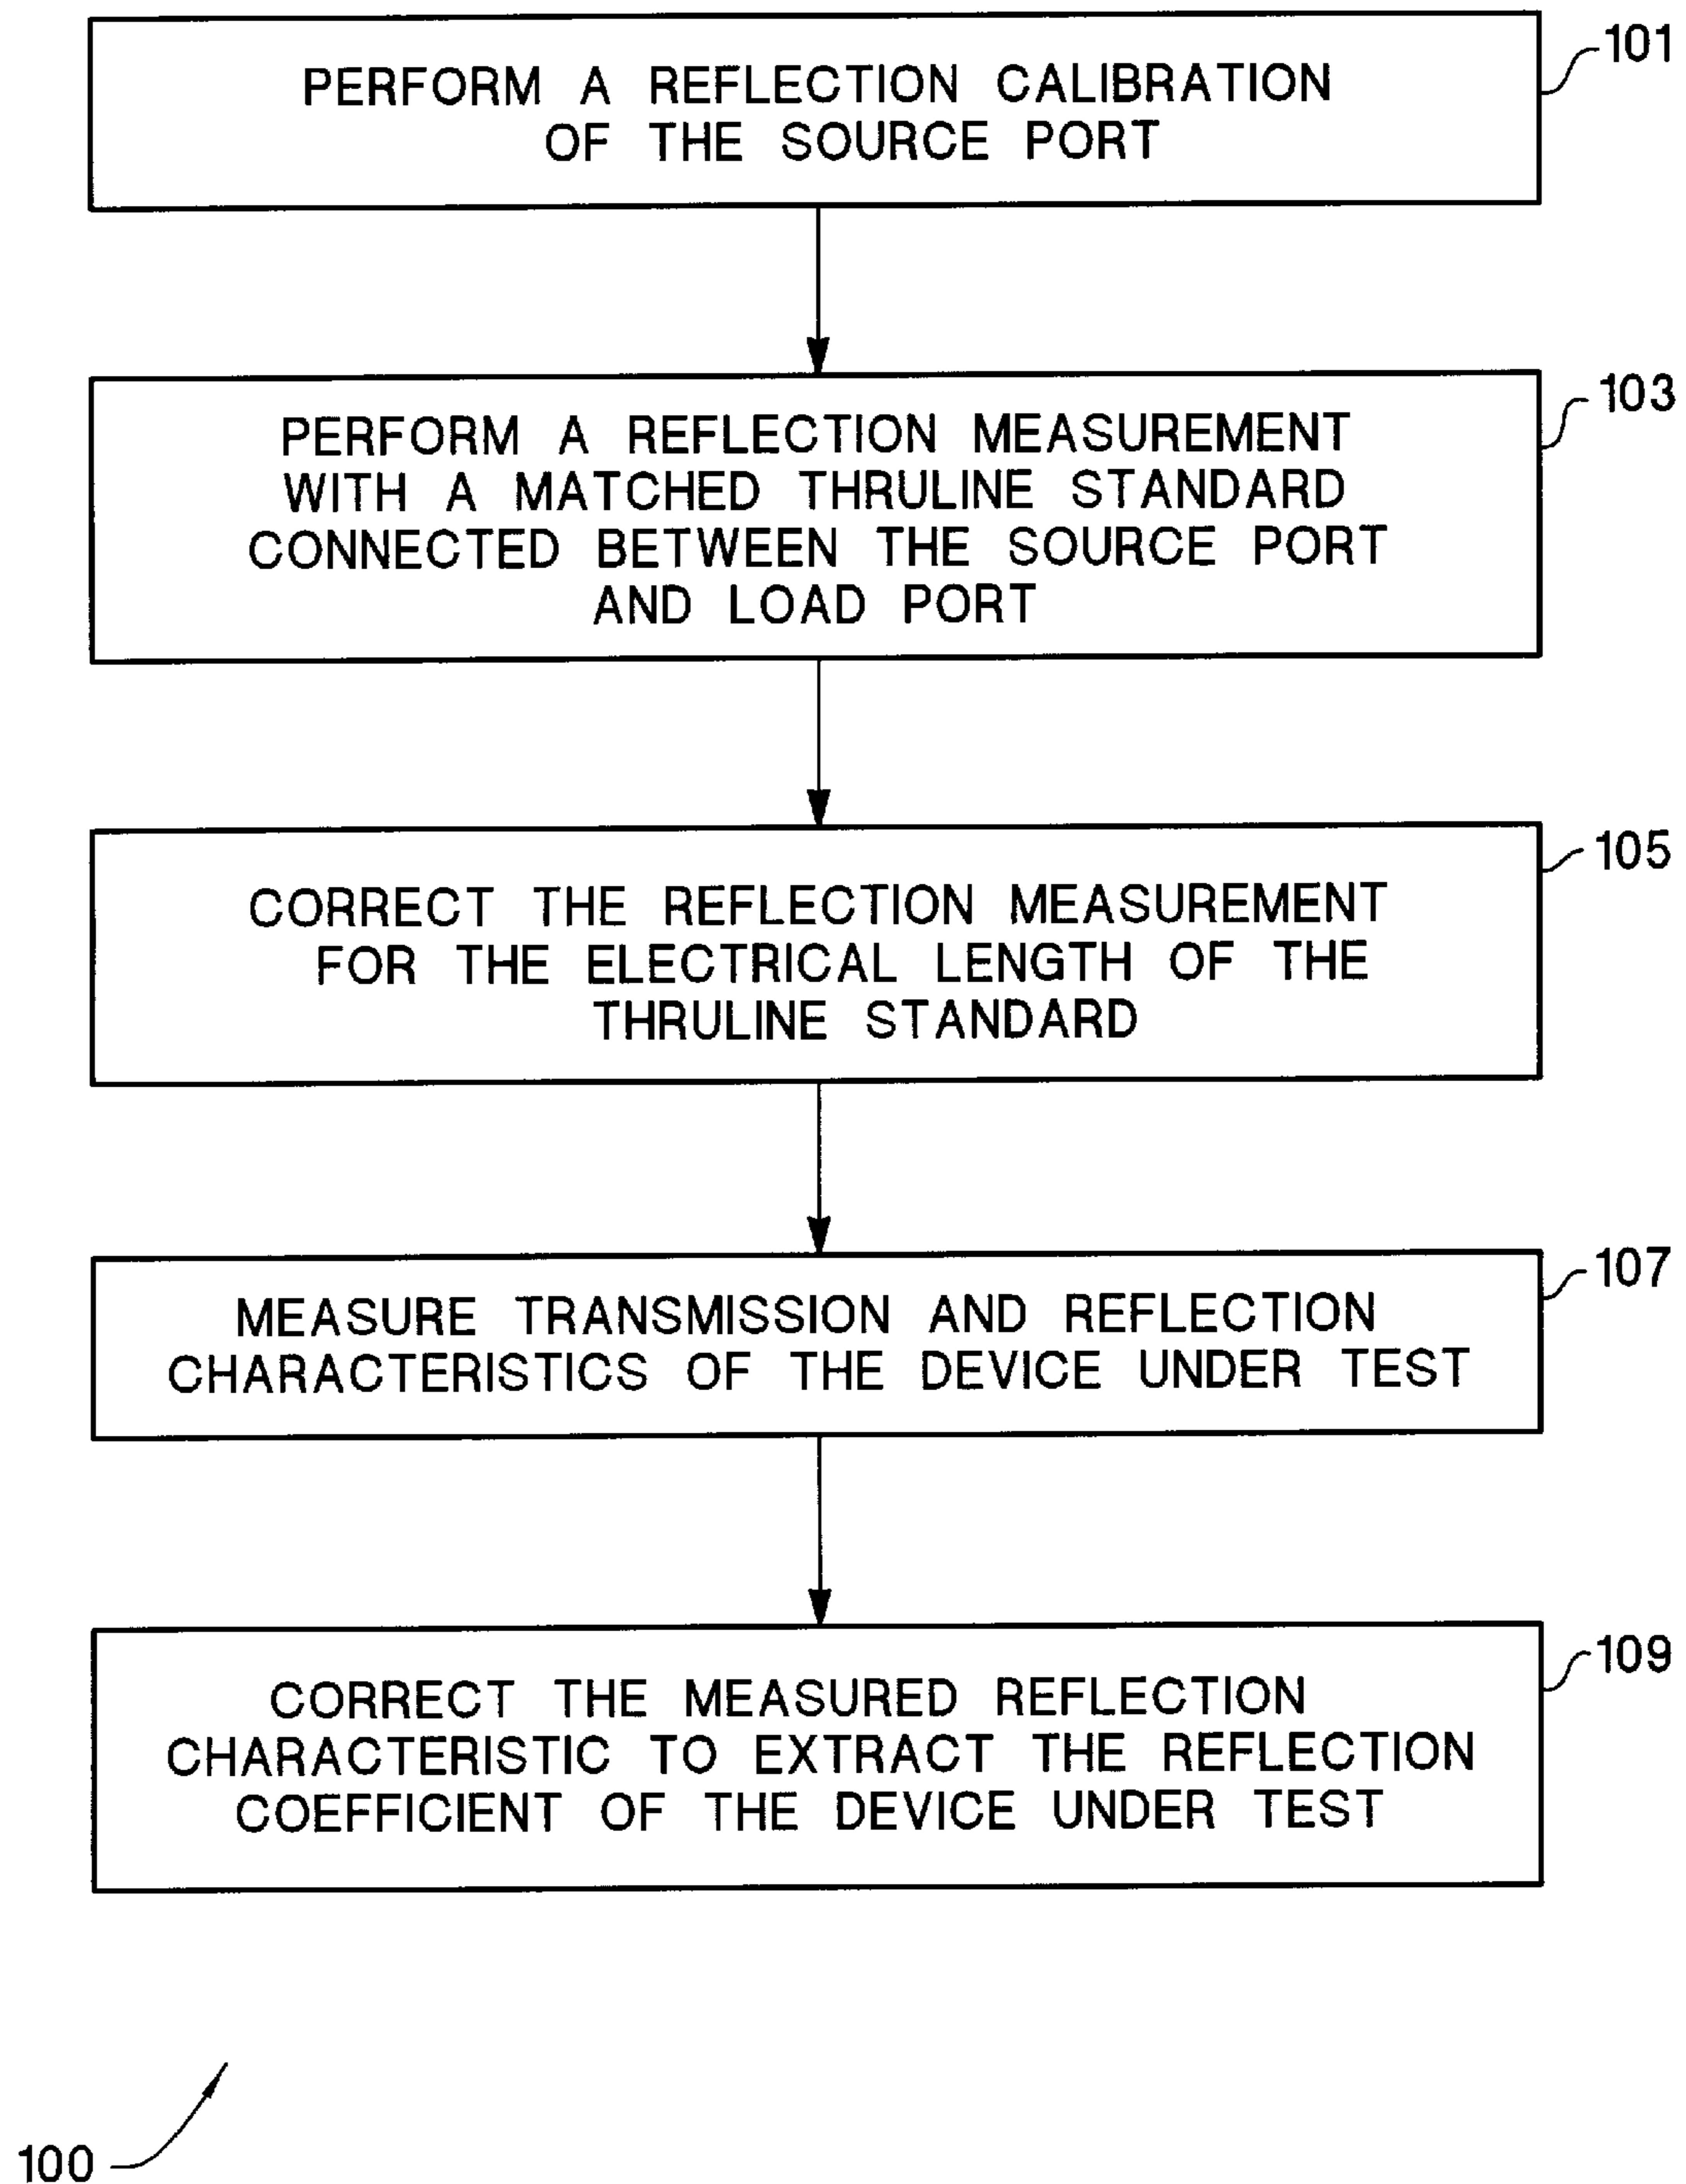 101
PERFORM A REFLECTION CALIBRATION
OF THE SOURCE PORT
103
PERFORM A REFLECTION MEASUREMENT
WITH A MATCHED THRULINE STANDARD
CONNECTED BETWEEN THE SOURCE PORT
AND LOAD PORT
105
CORRECT THE REFLECTION MEASUREMENT
FOR THE ELECTRICAL LENGTH OF THE
THRULINE STANDARD
107
MEASURE TRANSMISSION AND REFLECTION
CHARACTERISTICS OF THE DEVICE UNDER TEST
109
CORRECT THE MEASURED REFLECTION
CHARACTERISTIC TO EXTRACT THE REFLECTION
COEFFICIENT OF THE DEVICE UNDER TEST
100